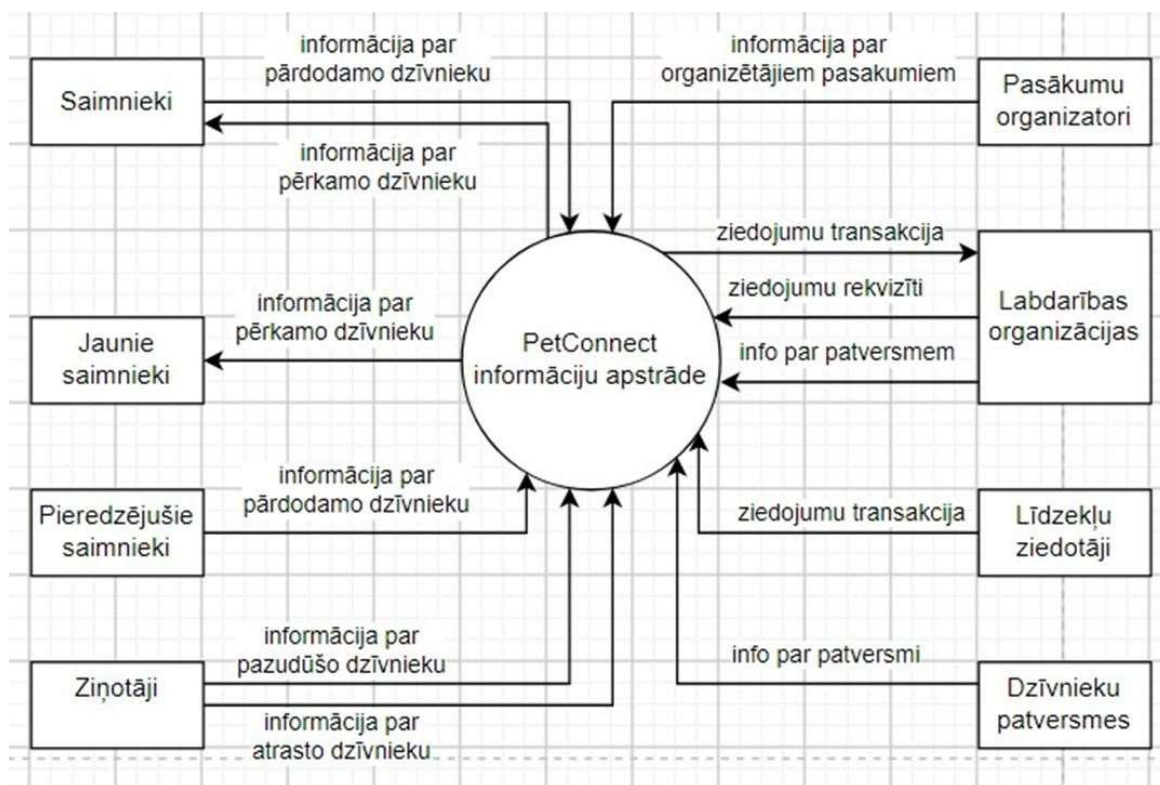 informācija par
pārdodamo dzīvnieku
informācija par
organizētājiem pasakumiem
Saimnieki
Pasākumu
organizatori
informācija par
pērkamo dzīvnieku
ziedojumu transakcija
ziedojumu rekvizīti
info par patversmem
Labdarības
organizācijas
informācija par
pērkamo dzīvnieku
Jaunie
saimnieki
PetConnect
informāciju apstrāde
informācija par
pārdodamo dzīvnieku
Pieredzējušie
saimnieki
ziedojumu transakcija
Līdzekļu
ziedotāji
informācija par
pazudūšo dzīvnieku
Ziņotāji
informācija par
atrasto dzīvnieku
info par patversmi
Dzīvnieku
patversmes